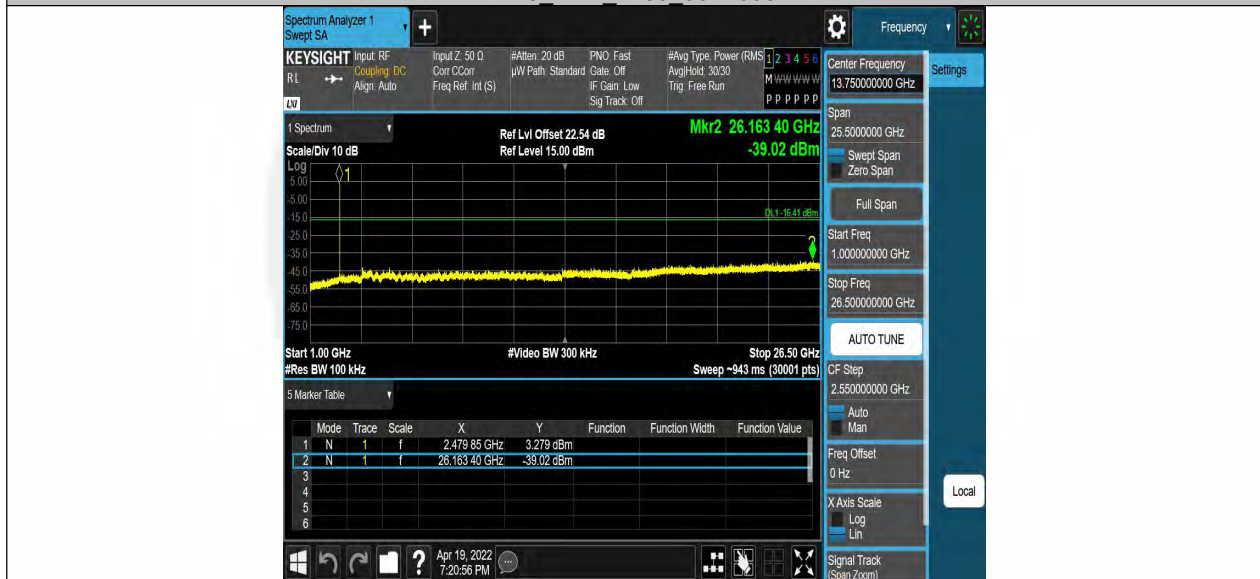 Spectrum Analyzer 1
Swept SA
+
Frequency
KEYSIGHT Input: RF Input Z: 50 Ω #Atten: 20 dB PNO: Fast #Avg Type: Power (RMS 1 2 3 4 5 6
RL Coupling: DC Corr CCorr µW Path: Standard Gate: Off Avg|Hold: 30/30 M W W W W W
Align: Auto Freq Ref: Int (S) IF Gain: Low Trig: Free Run
LXI Sig Track: Off P P P P P P
1 Spectrum
Ref Lvl Offset 22.54 dB
Mkr2 26.163 40 GHz
Scale/Div 10 dB
Ref Level 15.00 dBm
-39.02 dBm
Log
1
5.00
-5.00
-15.0
DL1 -16.41 dBm
-25.0
2
-35.0
-45.0
-55.0
-65.0
-75.0
Start 1.00 GHz #Video BW 300 kHz Stop 26.50 GHz
#Res BW 100 kHz Sweep ~943 ms (30001 pts)
5 Marker Table
Mode Trace Scale X Y Function Function Width Function Value
1 N 1 f 2.479 85 GHz 3.279 dBm
2 N 1 f 26.163 40 GHz -39.02 dBm
3
4
5
6
?
Apr 19, 2022
7:20:56 PM
Center Frequency
13.750000000 GHz
Settings
Span
25.5000000 GHz
Swept Span
Zero Span
Full Span
Start Freq
1.000000000 GHz
Stop Freq
26.500000000 GHz
AUTO TUNE
CF Step
2.550000000 GHz
Auto
Man
Freq Offset
0 Hz
Local
X Axis Scale
Log
Lin
Signal Track
(Span Zoom)